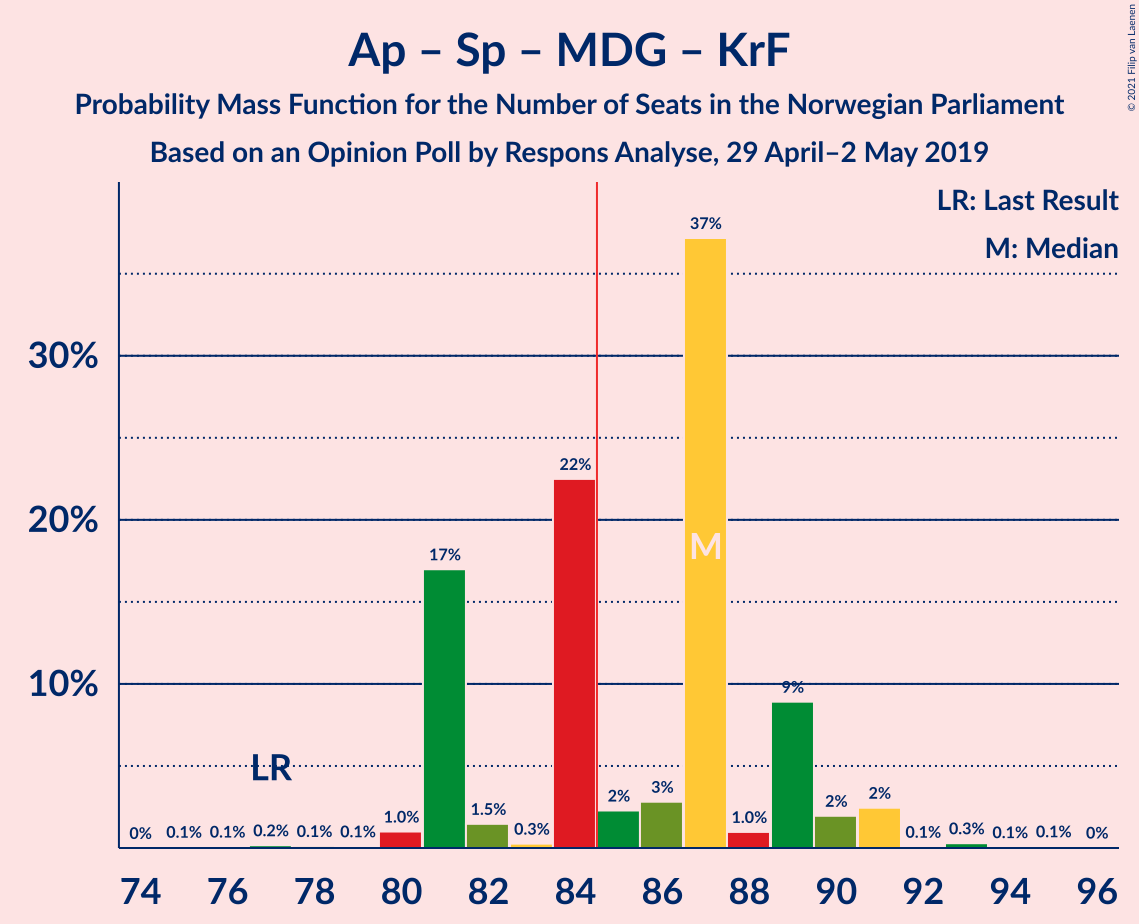 Ap – Sp – MDG – KrF
Probability Mass Function for the Number of Seats in the Norwegian Parliament
Based on an Opinion Poll by Respons Analyse, 29 April–2 May 2019
© 2021 Filip van Laenen
LR: Last Result
M: Median
37%
30%
22%
20%
17%
M
10%
9%
LR
0%
0.1%
0.1%
0.2%
0.1%
0.1%
1.0%
1.5%
0.3%
2%
3%
1.0%
2%
2%
0.1%
0.3%
0.1%
0.1%
0%
74 76 78 80 82 84 86 88 90 92 94 96